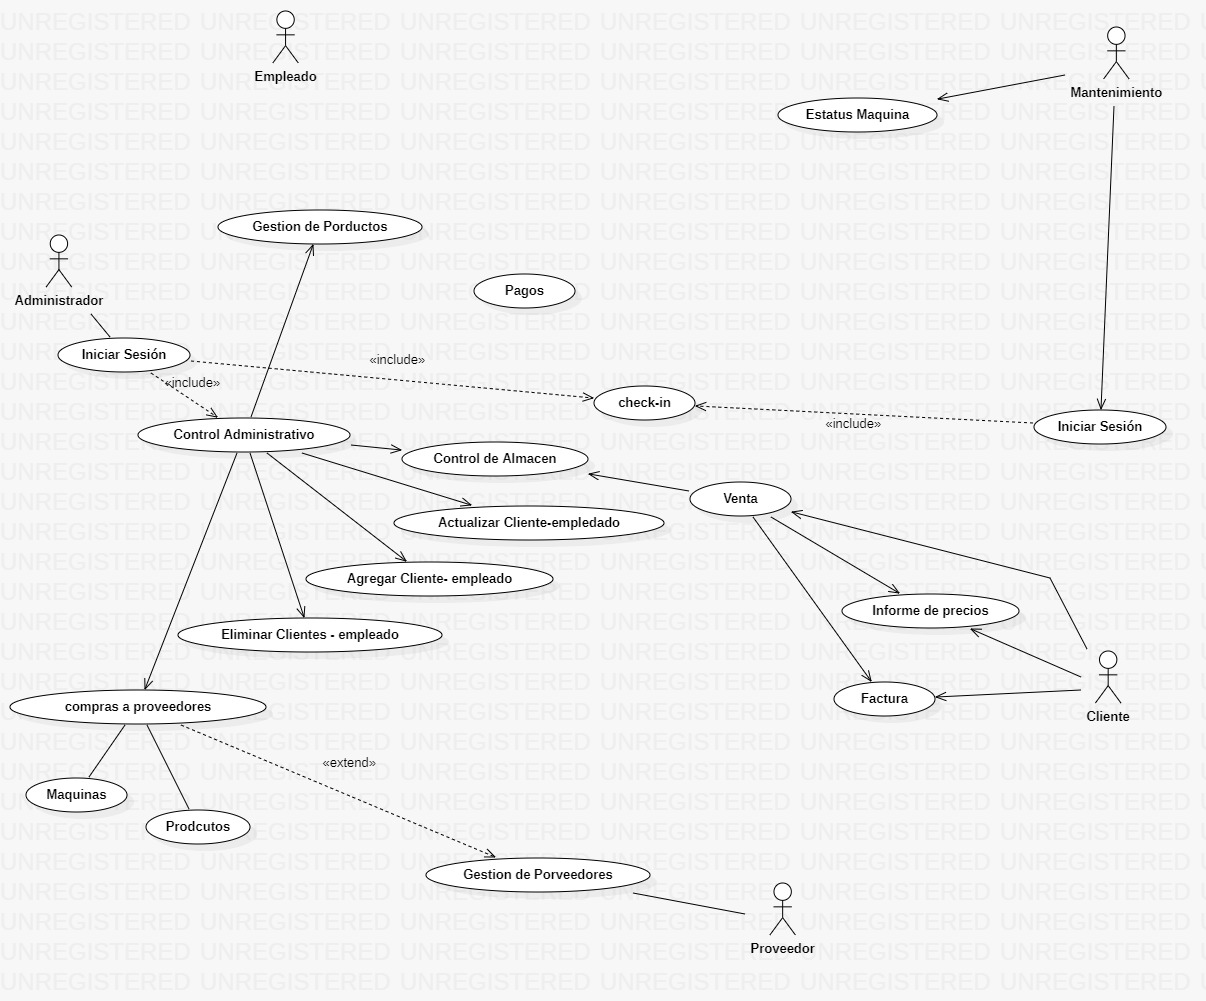 Empleado
Mantenimiento
Estatus Maquina
Gestion de Porductos
Administrador
Pagos
Iniciar Sesión
«include»
«include»
check-in
«include»
Iniciar Sesión
Control Administrativo
Control de Almacen
Venta
Actualizar Cliente-empledado
Agregar Cliente- empleado
Informe de precios
Eliminar Clientes - empleado
Factura
Cliente
compras a proveedores
«extend»
Maquinas
Prodcutos
Gestion de Porveedores
Proveedor
UNREGISTERED